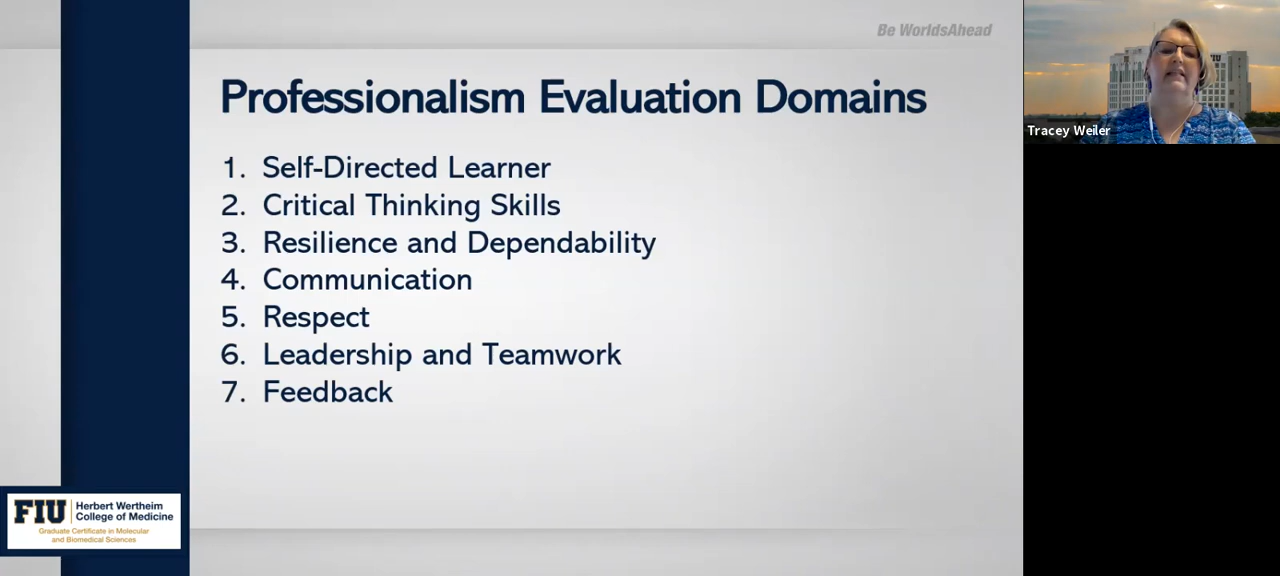 Be WorldsAhead
Professionalism Evaluation Domains
1. Self-Directed Learner
2. Critical Thinking Skills
3. Resilience and Dependability
4. Communication
5. Respect
6. Leadership and Teamwork
7. Feedback
FIU
Herbert Wertheim
College of Medicine
Graduate Certificate in Molecular
and Biomedical Sciences
Tracey Weiler